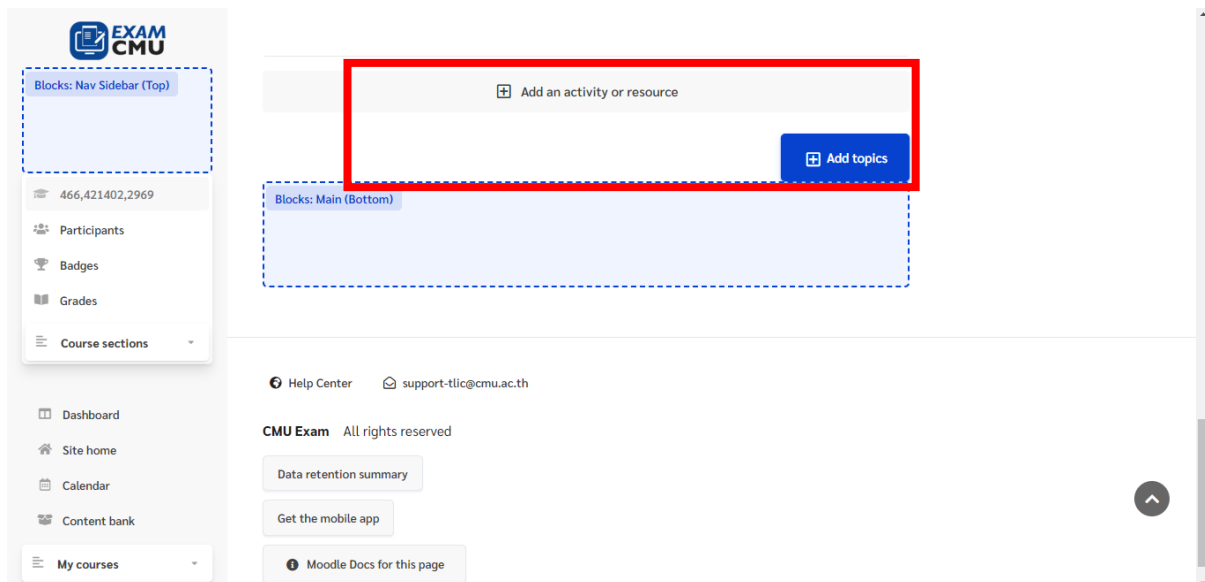 EXAM
CMU
Blocks: Nav Sidebar (Top)
466,421402,2969
Participants
Badges
Grades
Course sections
Dashboard
Site home
Calendar
Content bank
My courses
Add an activity or resource
Add topics
Blocks: Main (Bottom)
Help Center support-tlic@cmu.ac.th
CMU Exam All rights reserved
Data retention summary
Get the mobile app
Moodle Docs for this page